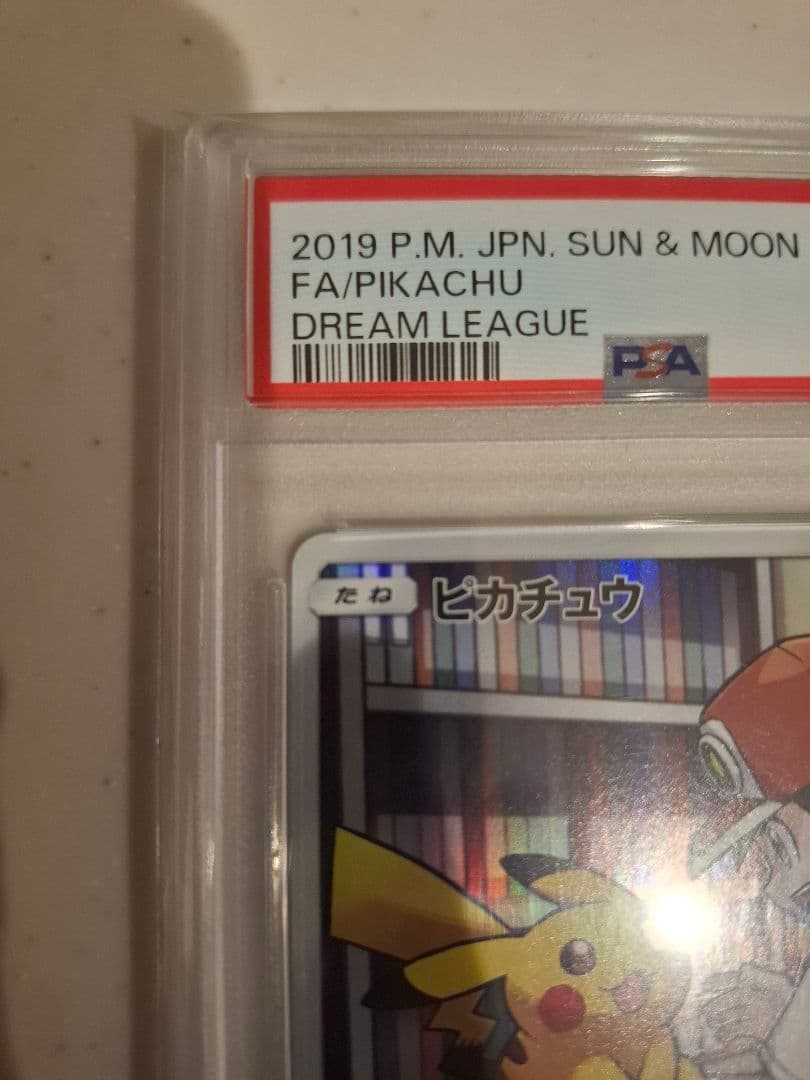 2019 P.M. JPN. SUN & MOON
FA/PIKACHU
DREAM LEAGUE
PSA
たね ピカチュウ